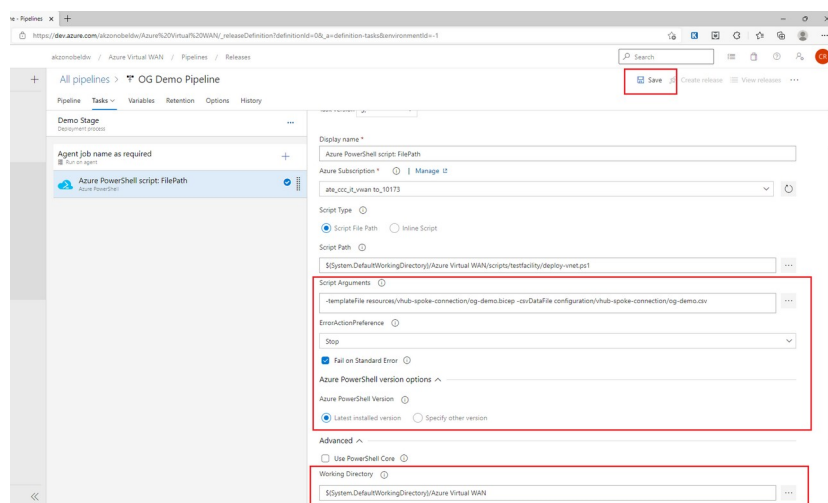 ne - Pipelines
https://dev.azure.com/akzonobeldw/Azure%20Virtual%20WAN/_releaseDefinition?definitionId=0&_a=definition-tasks&environmentId=-1
akzonobeldw / Azure Virtual WAN / Pipelines / Releases
Search
CR
All pipelines > OG Demo Pipeline
Save Create release View releases
Pipeline Tasks Variables Retention Options History
Demo Stage
Deployment process
Agent job name as required
Run on agent
Azure PowerShell script: FilePath
Azure PowerShell
Display name *
Azure PowerShell script: FilePath
Azure Subscription * | Manage
ate_ccc_it_vwan to_10173
Script Type
Script File Path Inline Script
Script Path
$(System.DefaultWorkingDirectory)/Azure Virtual WAN/scripts/testfacility/deploy-vnet.ps1
Script Arguments
-templateFile resources/vhub-spoke-connection/og-demo.bicep -csvDataFile configuration/vhub-spoke-connection/og-demo.csv
ErrorActionPreference
Stop
Fail on Standard Error
Azure PowerShell version options
Azure PowerShell Version
Latest installed version Specify other version
Advanced
Use PowerShell Core
Working Directory
$(System.DefaultWorkingDirectory)/Azure Virtual WAN